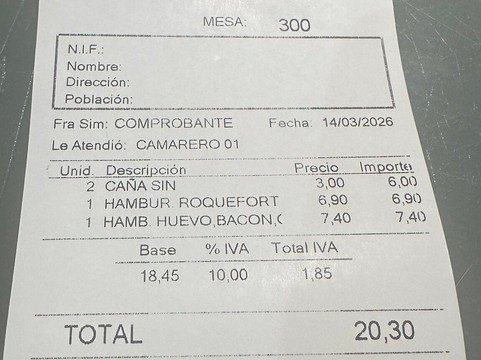 MESA: 300
N.I.F.:
Nombre:
Dirección:
Población:
Fra Sim: COMPROBANTE Fecha: 14/03/2026
Le Atendió: CAMARERO 01
Unid. Descripción Precio Importe
2 CAÑA SIN 3,00 6,00
1 HAMBUR. ROQUEFORT 6,90 6,90
1 HAMB. HUEVO,BACON,C 7,40 7,40
Base % IVA Total IVA
18,45 10,00 1,85
TOTAL 20,30